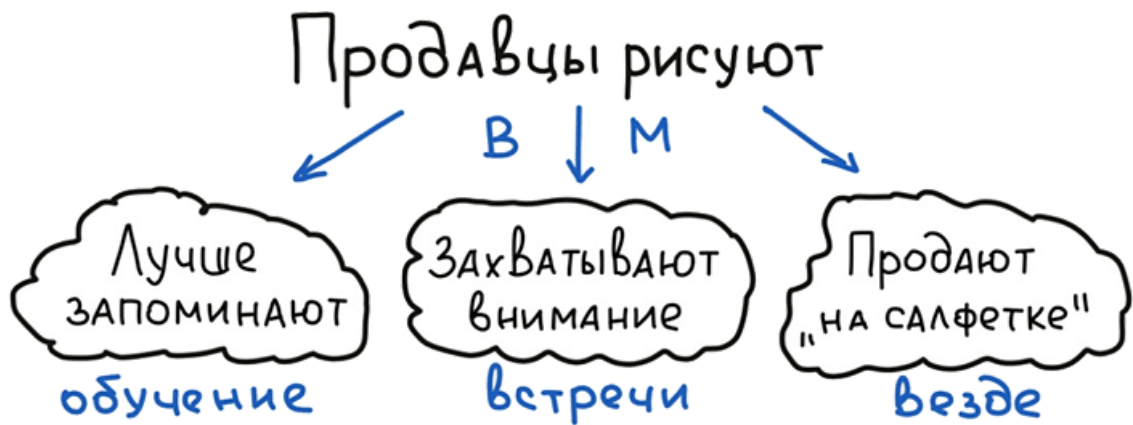 Продавцы рисуют
В М
Лучше
запоминают
Захватывают
внимание
Продают
„на салфетке"
обучение
встречи
везде